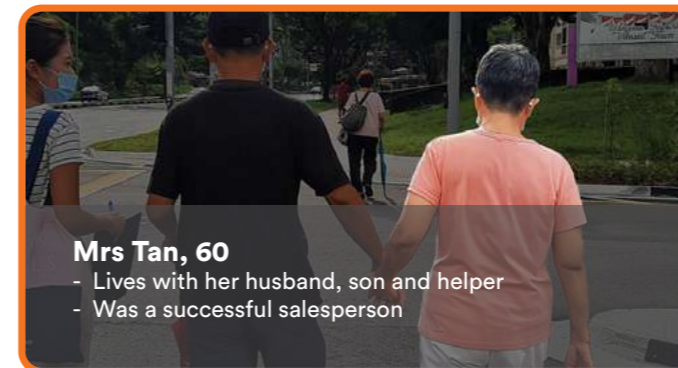 Mrs Tan, 60
- Lives with her husband, son and helper
- Was a successful salesperson